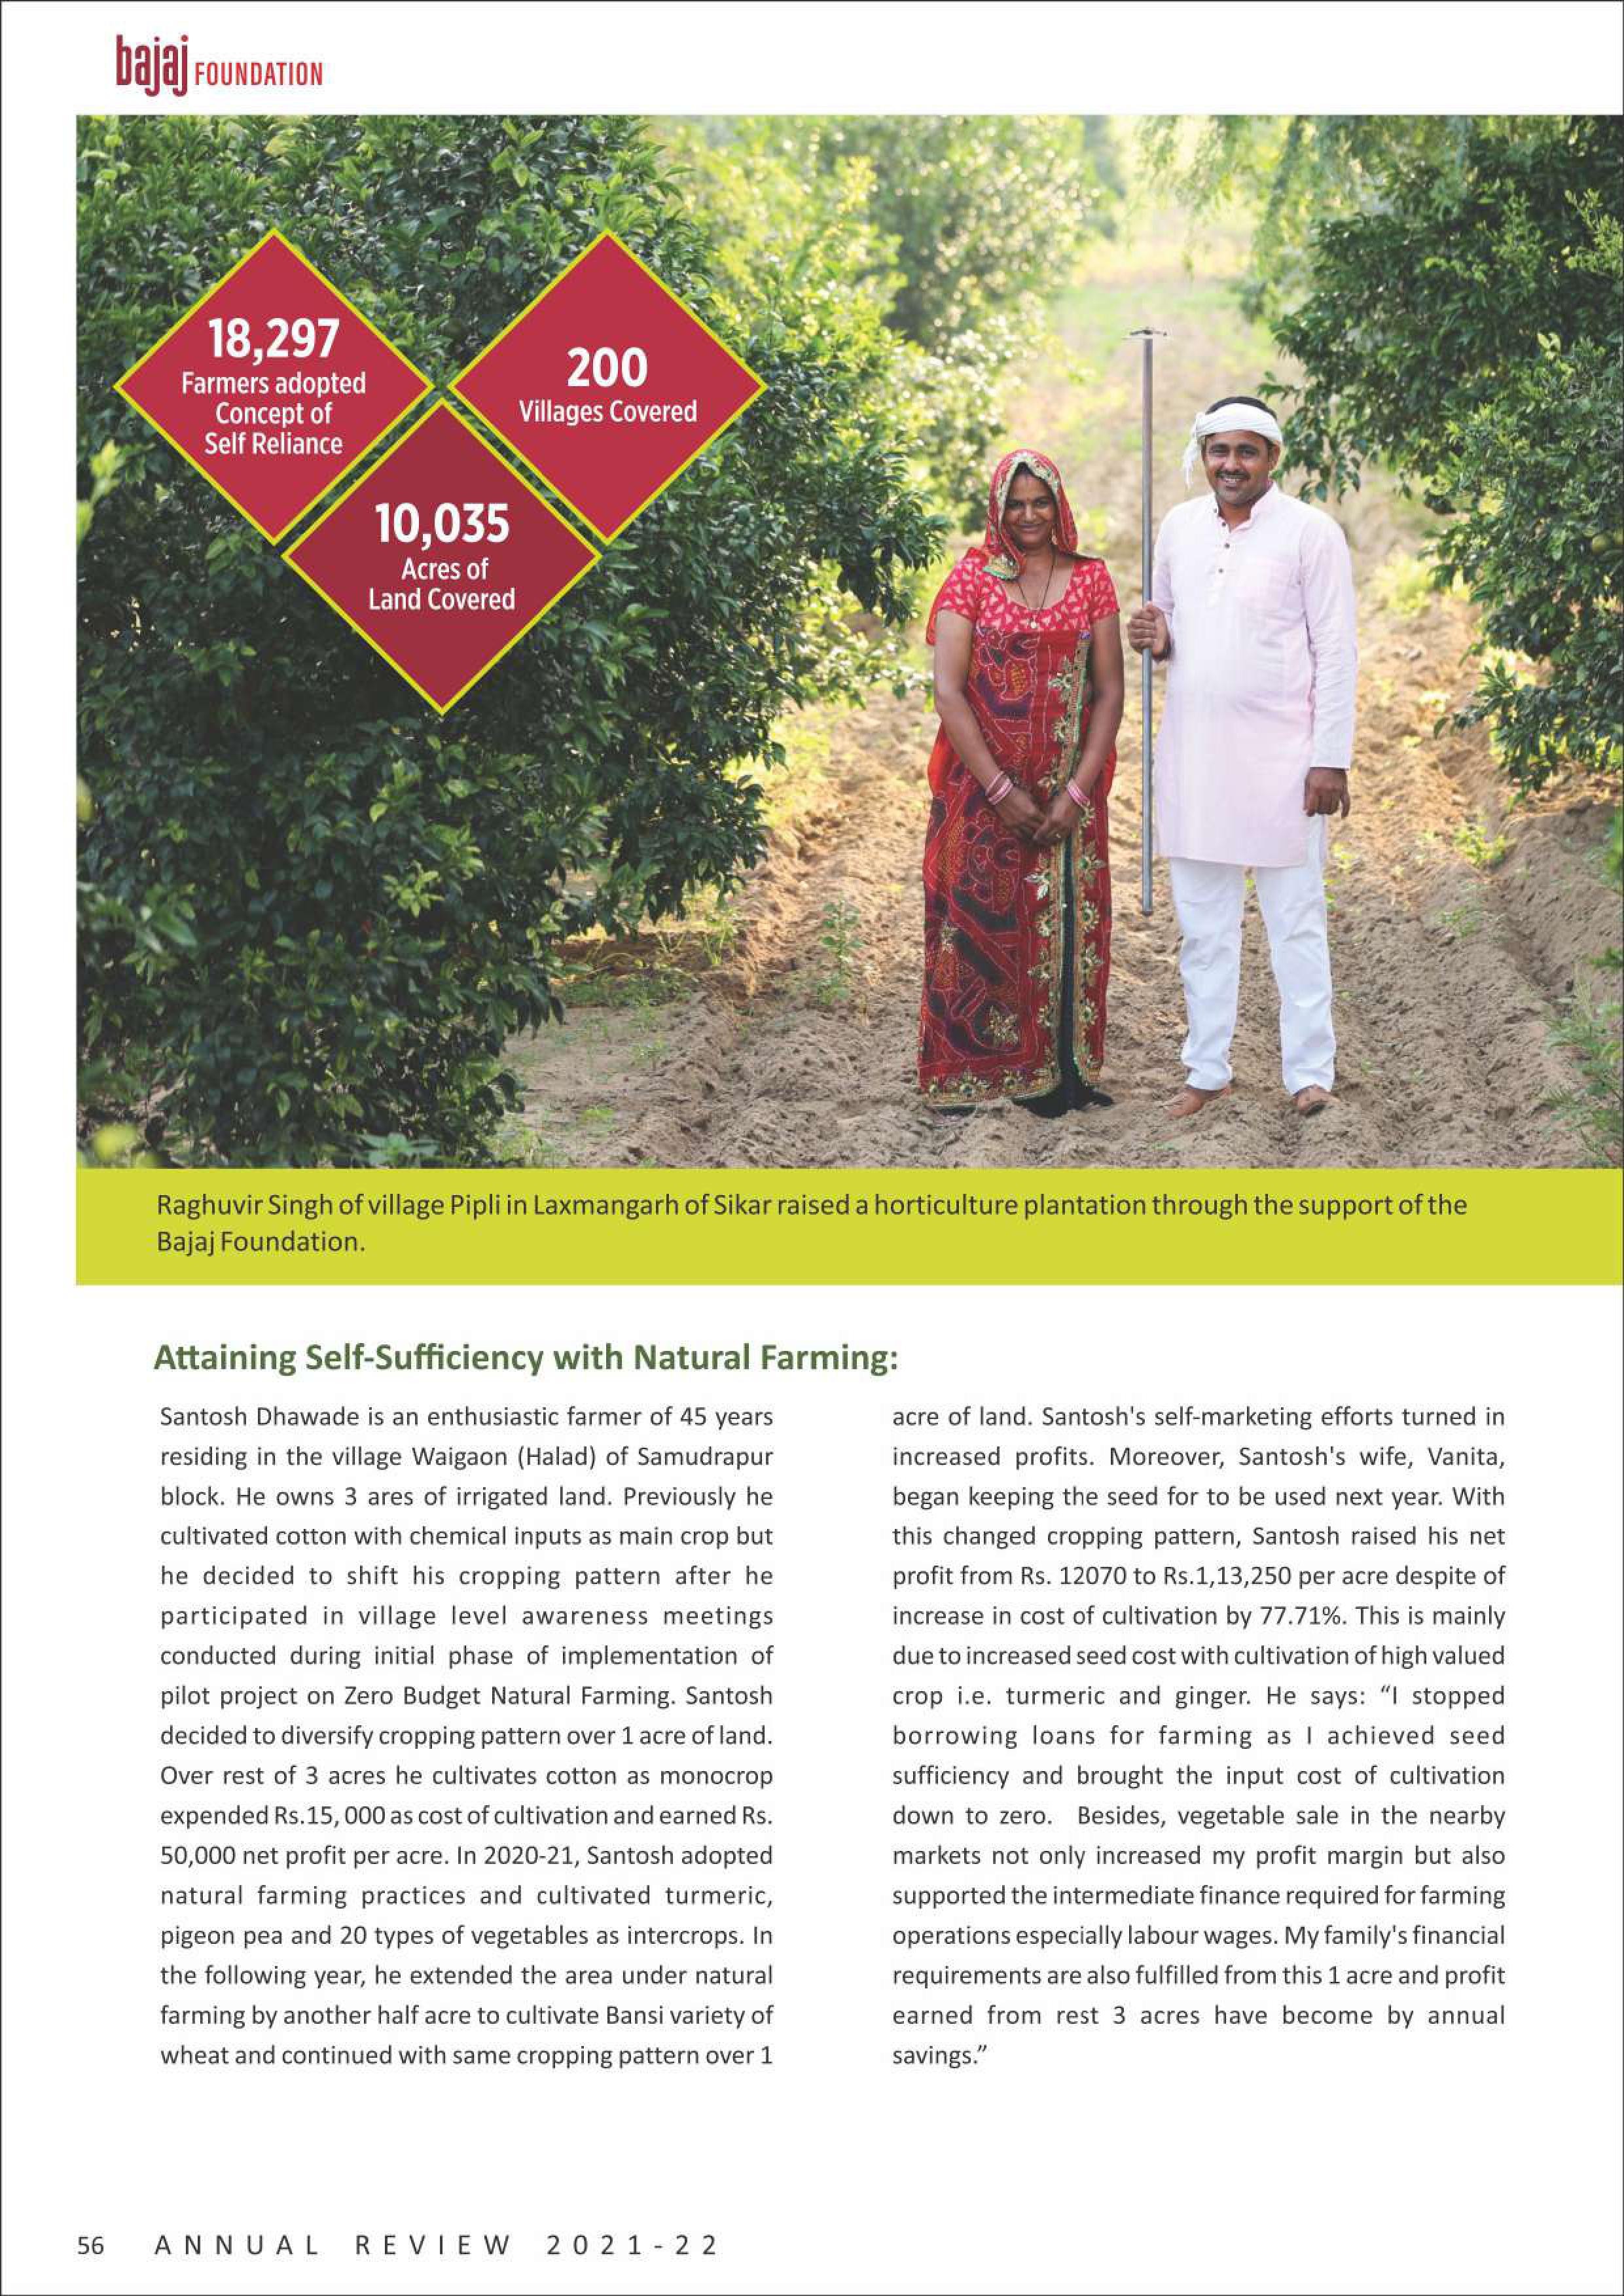 bajaj FOUNDATION
18,297
Farmers adopted
Concept of
Self Reliance
200
Villages Covered
10,035
Acres of
Land Covered
Raghuvir Singh of village Pipli in Laxmangarh of Sikar raised a horticulture plantation through the support of the
Bajaj Foundation.
Attaining Self-Sufficiency with Natural Farming:
Santosh Dhawade is an enthusiastic farmer of 45 years
residing in the village Waigaon (Halad) of Samudrapur
block. He owns 3 ares of irrigated land. Previously he
cultivated cotton with chemical inputs as main crop but
he decided to shift his cropping pattern after he
participated in village level awareness meetings
conducted during initial phase of implementation of
pilot project on Zero Budget Natural Farming. Santosh
decided to diversify cropping pattern over 1 acre of land.
Over rest of 3 acres he cultivates cotton as monocrop
expended Rs.15, 000 as cost of cultivation and earned Rs.
50,000 net profit per acre. In 2020-21, Santosh adopted
natural farming practices and cultivated turmeric,
pigeon pea and 20 types of vegetables as intercrops. In
the following year, he extended the area under natural
farming by another half acre to cultivate Bansi variety of
wheat and continued with same cropping pattern over 1
acre of land. Santosh's self-marketing efforts turned in
increased profits. Moreover, Santosh's wife, Vanita,
began keeping the seed for to be used next year. With
this changed cropping pattern, Santosh raised his net
profit from Rs. 12070 to Rs.1,13,250 per acre despite of
increase in cost of cultivation by 77.71%. This is mainly
due to increased seed cost with cultivation of high valued
crop i.e. turmeric and ginger. He says: “I stopped
borrowing loans for farming as I achieved seed
sufficiency and brought the input cost of cultivation
down to zero. Besides, vegetable sale in the nearby
markets not only increased my profit margin but also
supported the intermediate finance required for farming
operations especially labour wages. My family's financial
requirements are also fulfilled from this 1 acre and profit
earned from rest 3 acres have become by annual
savings.”
56 ANNUAL REVIEW 2021-22